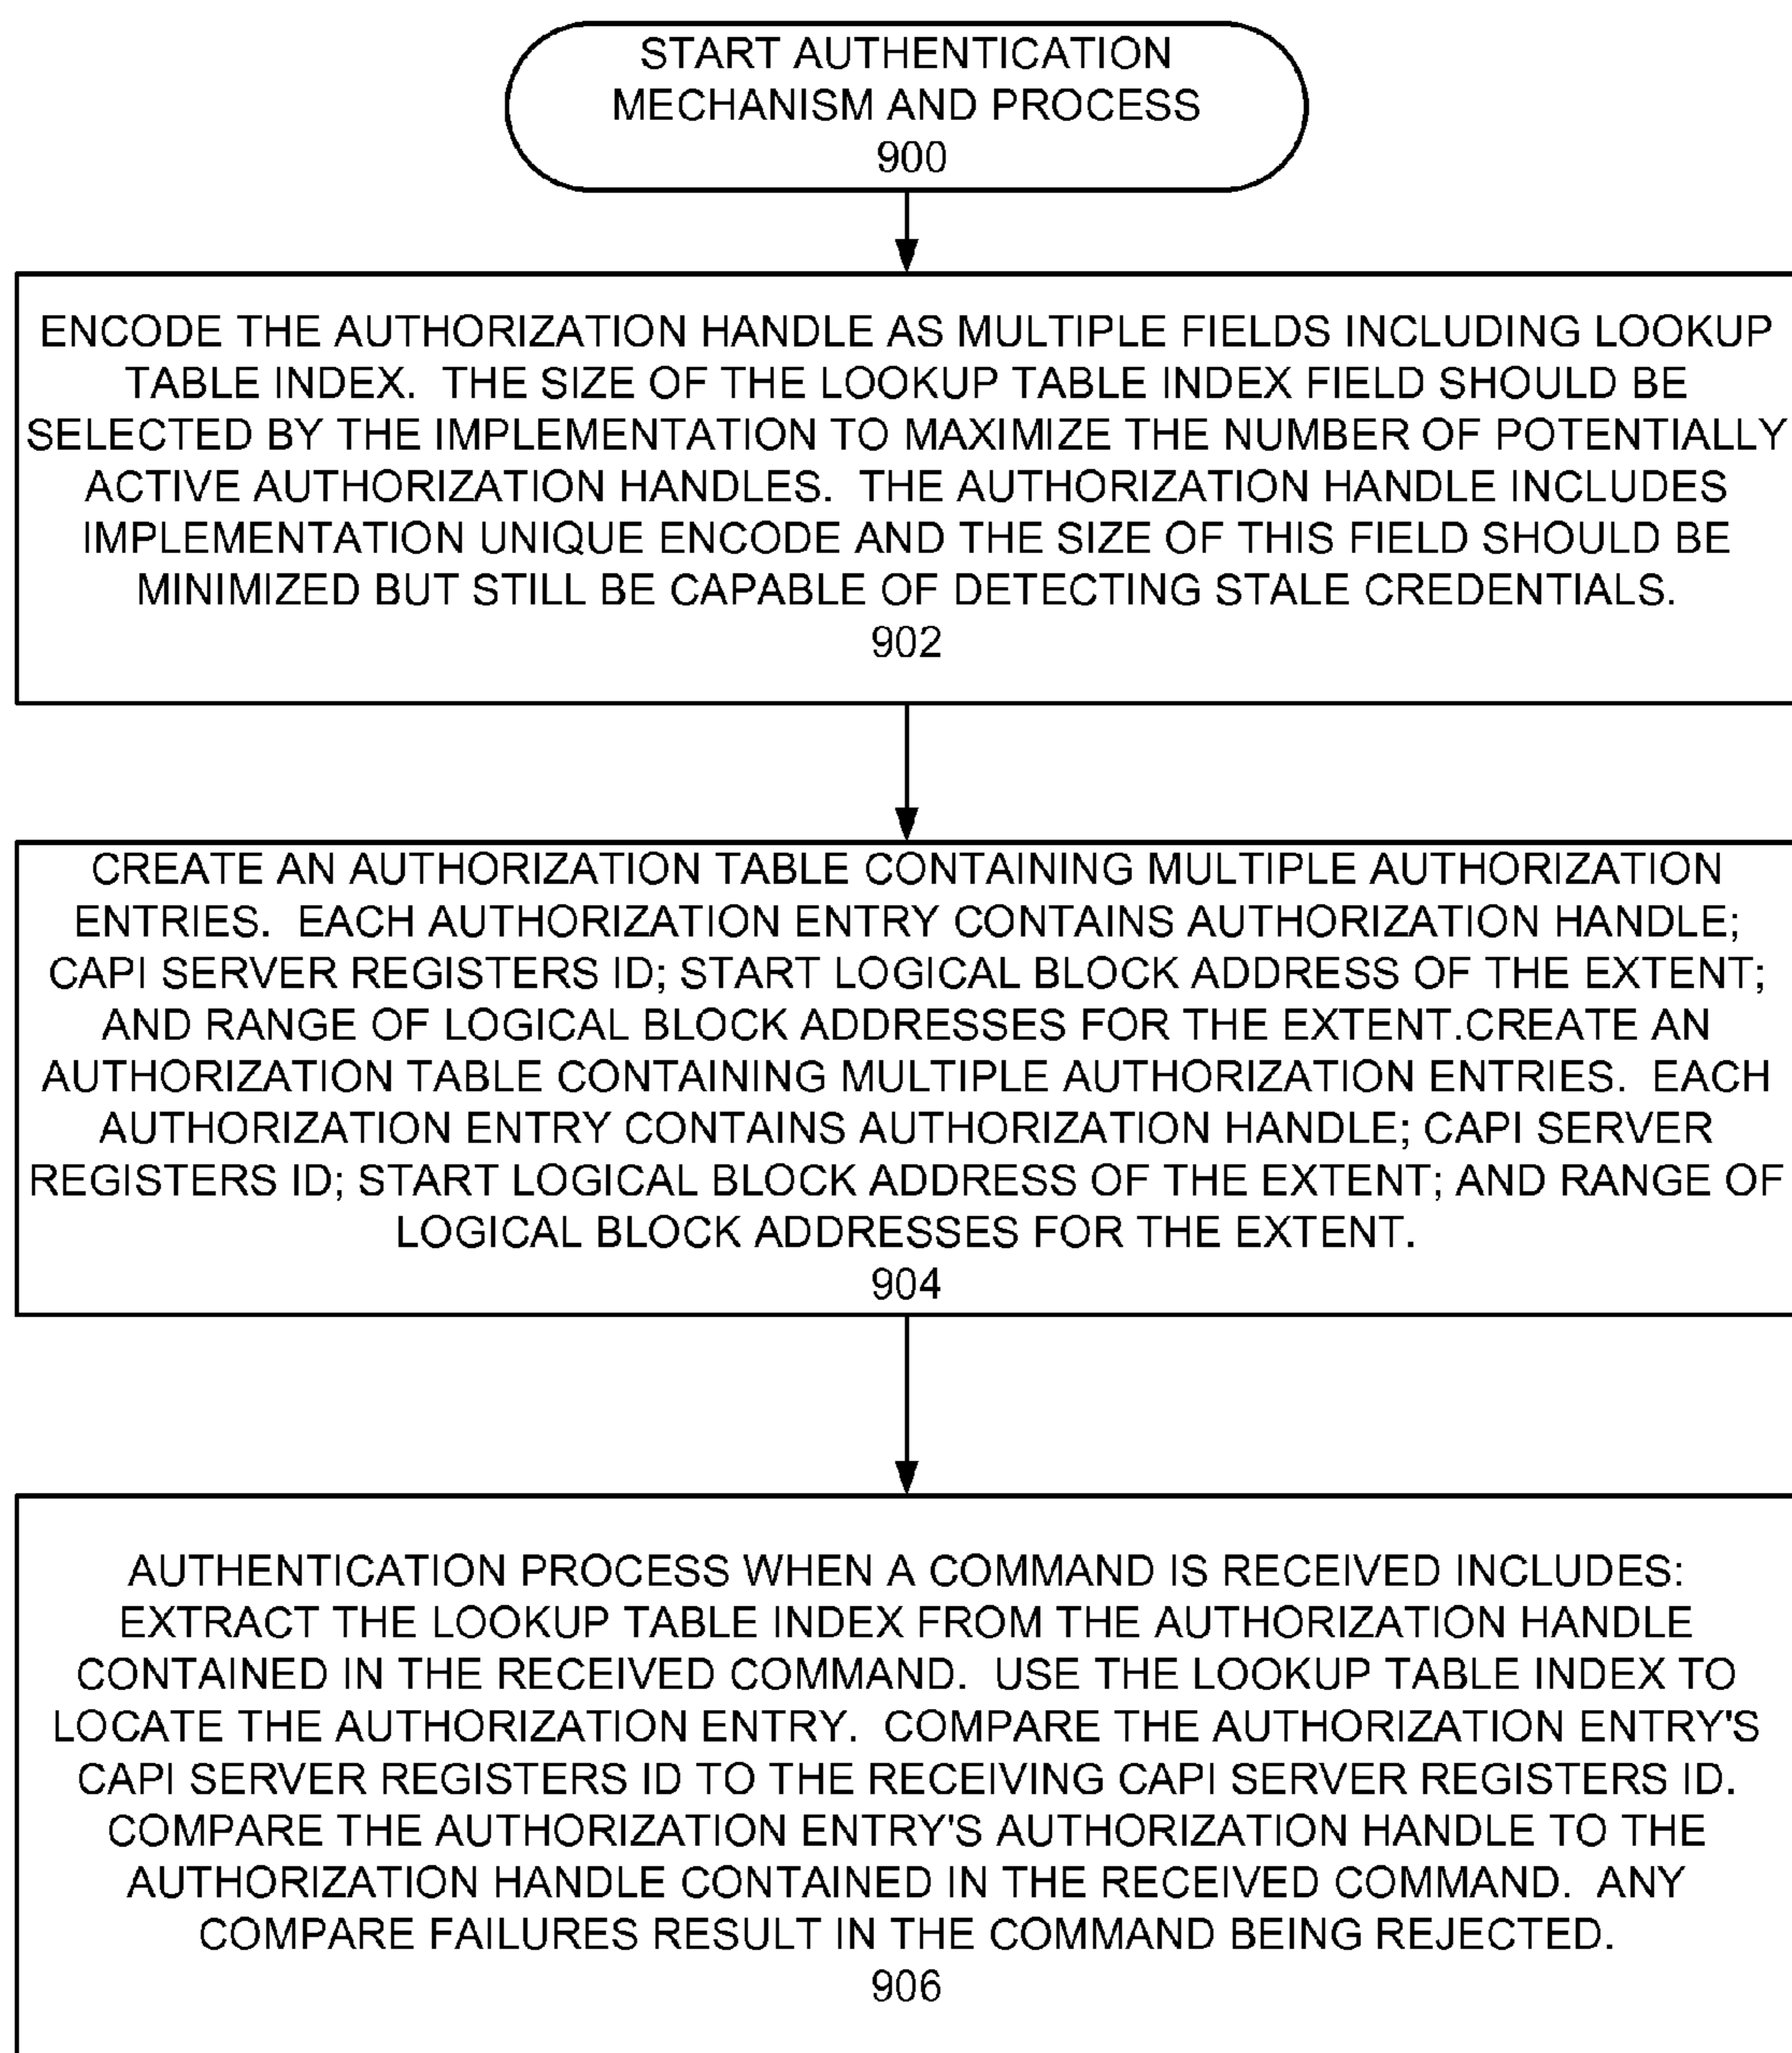 START AUTHENTICATION
MECHANISM AND PROCESS
900
ENCODE THE AUTHORIZATION HANDLE AS MULTIPLE FIELDS INCLUDING LOOKUP
TABLE INDEX.  THE SIZE OF THE LOOKUP TABLE INDEX FIELD SHOULD BE
SELECTED BY THE IMPLEMENTATION TO MAXIMIZE THE NUMBER OF POTENTIALLY
ACTIVE AUTHORIZATION HANDLES.  THE AUTHORIZATION HANDLE INCLUDES
IMPLEMENTATION UNIQUE ENCODE AND THE SIZE OF THIS FIELD SHOULD BE
MINIMIZED BUT STILL BE CAPABLE OF DETECTING STALE CREDENTIALS.
902
CREATE AN AUTHORIZATION TABLE CONTAINING MULTIPLE AUTHORIZATION
ENTRIES.  EACH AUTHORIZATION ENTRY CONTAINS AUTHORIZATION HANDLE;
CAPI SERVER REGISTERS ID; START LOGICAL BLOCK ADDRESS OF THE EXTENT;
AND RANGE OF LOGICAL BLOCK ADDRESSES FOR THE EXTENT.CREATE AN
AUTHORIZATION TABLE CONTAINING MULTIPLE AUTHORIZATION ENTRIES.  EACH
AUTHORIZATION ENTRY CONTAINS AUTHORIZATION HANDLE; CAPI SERVER
REGISTERS ID; START LOGICAL BLOCK ADDRESS OF THE EXTENT; AND RANGE OF
LOGICAL BLOCK ADDRESSES FOR THE EXTENT.
904
AUTHENTICATION PROCESS WHEN A COMMAND IS RECEIVED INCLUDES:
EXTRACT THE LOOKUP TABLE INDEX FROM THE AUTHORIZATION HANDLE
CONTAINED IN THE RECEIVED COMMAND.  USE THE LOOKUP TABLE INDEX TO
LOCATE THE AUTHORIZATION ENTRY.  COMPARE THE AUTHORIZATION ENTRY'S
CAPI SERVER REGISTERS ID TO THE RECEIVING CAPI SERVER REGISTERS ID.
COMPARE THE AUTHORIZATION ENTRY'S AUTHORIZATION HANDLE TO THE
AUTHORIZATION HANDLE CONTAINED IN THE RECEIVED COMMAND.  ANY
COMPARE FAILURES RESULT IN THE COMMAND BEING REJECTED.
906